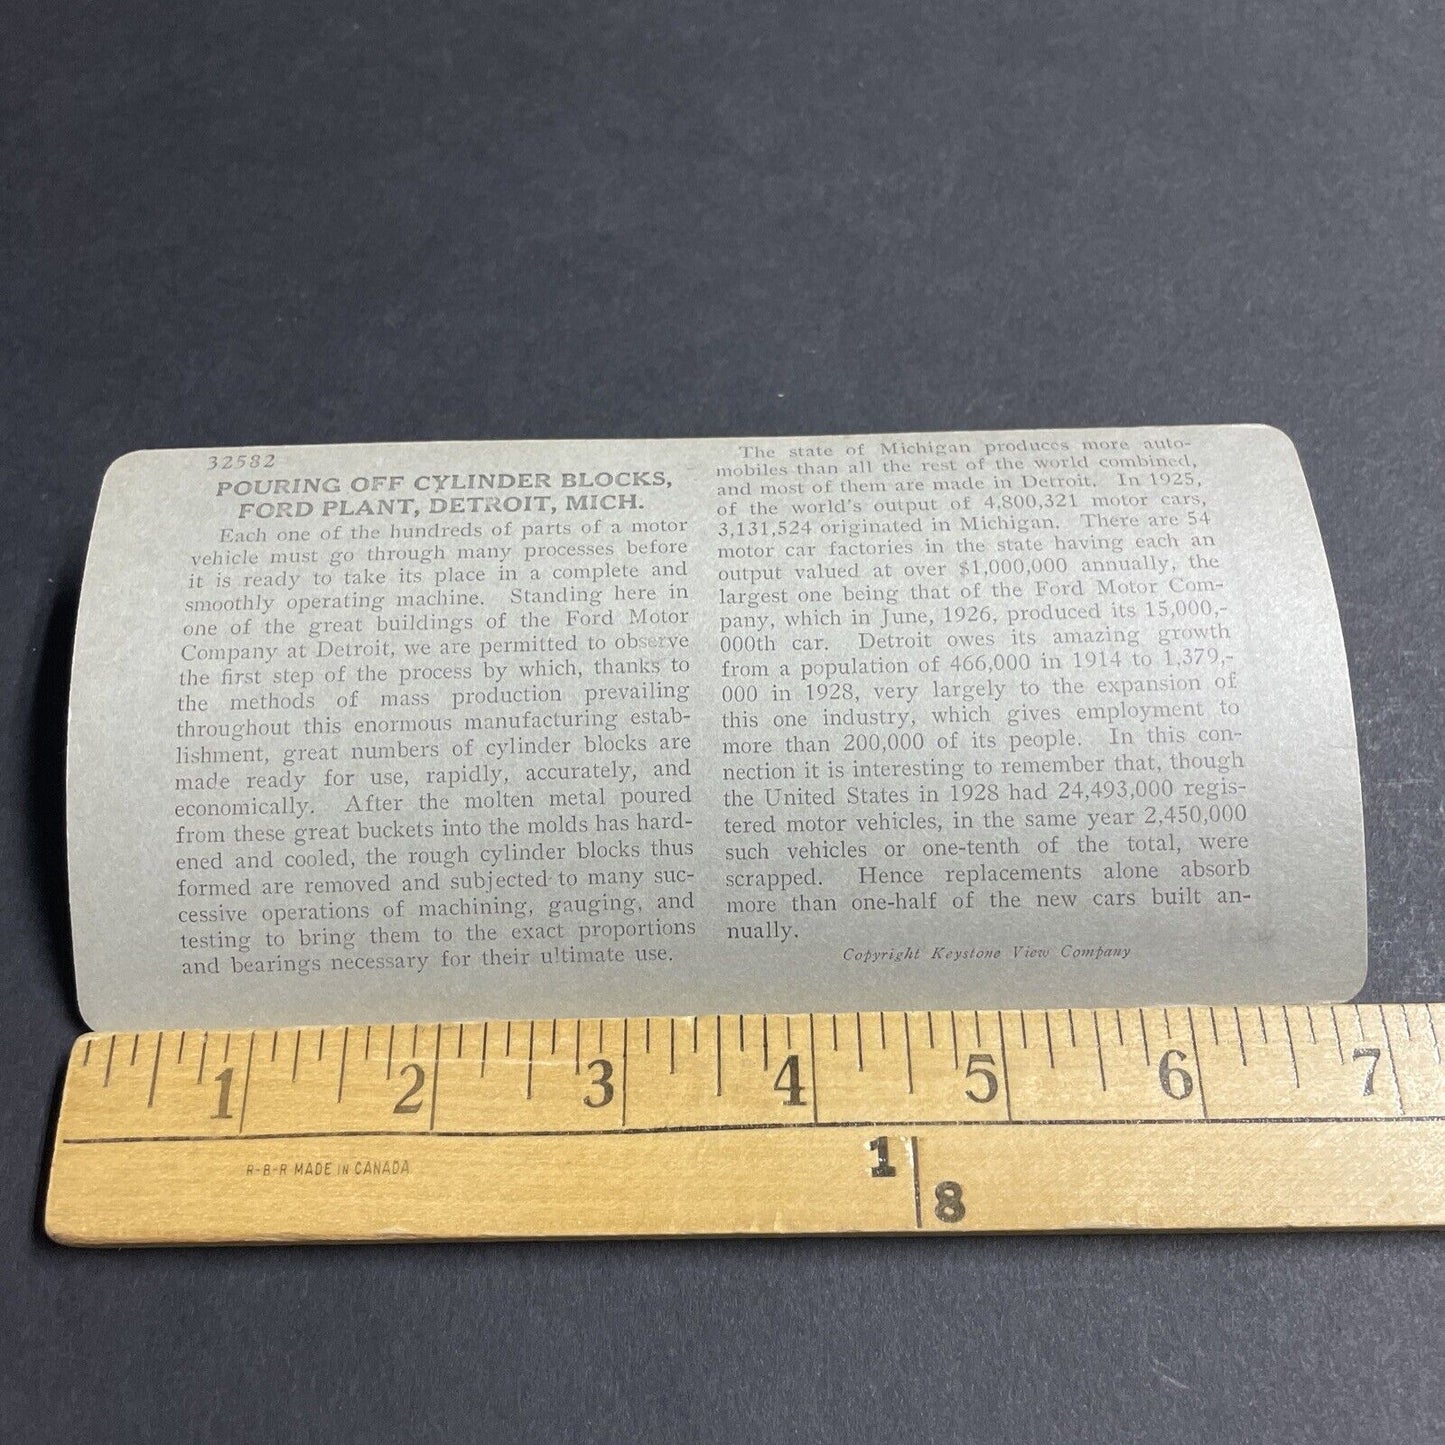 32582
POURING OFF CYLINDER BLOCKS,
FORD PLANT, DETROIT, MICH.
Each one of the hundreds of parts of a motor
vehicle must go through many processes before
it is ready to take its place in a complete and
smoothly operating machine. Standing here in
one of the great buildings of the Ford Motor
Company at Detroit, we are permitted to observe
the first step of the process by which, thanks to
the methods of mass production prevailing
throughout this enormous manufacturing estab-
lishment, great numbers of cylinder blocks are
made ready for use, rapidly, accurately, and
economically. After the molten metal poured
from these great buckets into the molds has hard-
ened and cooled, the rough cylinder blocks thus
formed are removed and subjected to many suc-
cessive operations of machining, gauging, and
testing to bring them to the exact proportions
and bearings necessary for their ultimate use.
The state of Michigan produces more auto-
mobiles than all the rest of the world combined,
and most of them are made in Detroit. In 1925,
of the world's output of 4,800,321 motor cars,
3,131,524 originated in Michigan. There are 54
motor car factories in the state having each an
output valued at over $1,000,000 annually, the
largest one being that of the Ford Motor Com-
pany, which in June, 1926, produced its 15,000,-
000th car. Detroit owes its amazing growth
from a population of 466,000 in 1914 to 1,379,-
000 in 1928, very largely to the expansion of
this one industry, which gives employment to
more than 200,000 of its people. In this con-
nection it is interesting to remember that, though
the United States in 1928 had 24,493,000 regis-
tered motor vehicles, in the same year 2,450,000
such vehicles or one-tenth of the total, were
scrapped. Hence replacements alone absorb
more than one-half of the new cars built an-
nually.
Copyright Keystone View Company
1 2 3 4 5 6 7
R-B-R MADE IN CANADA
1
8